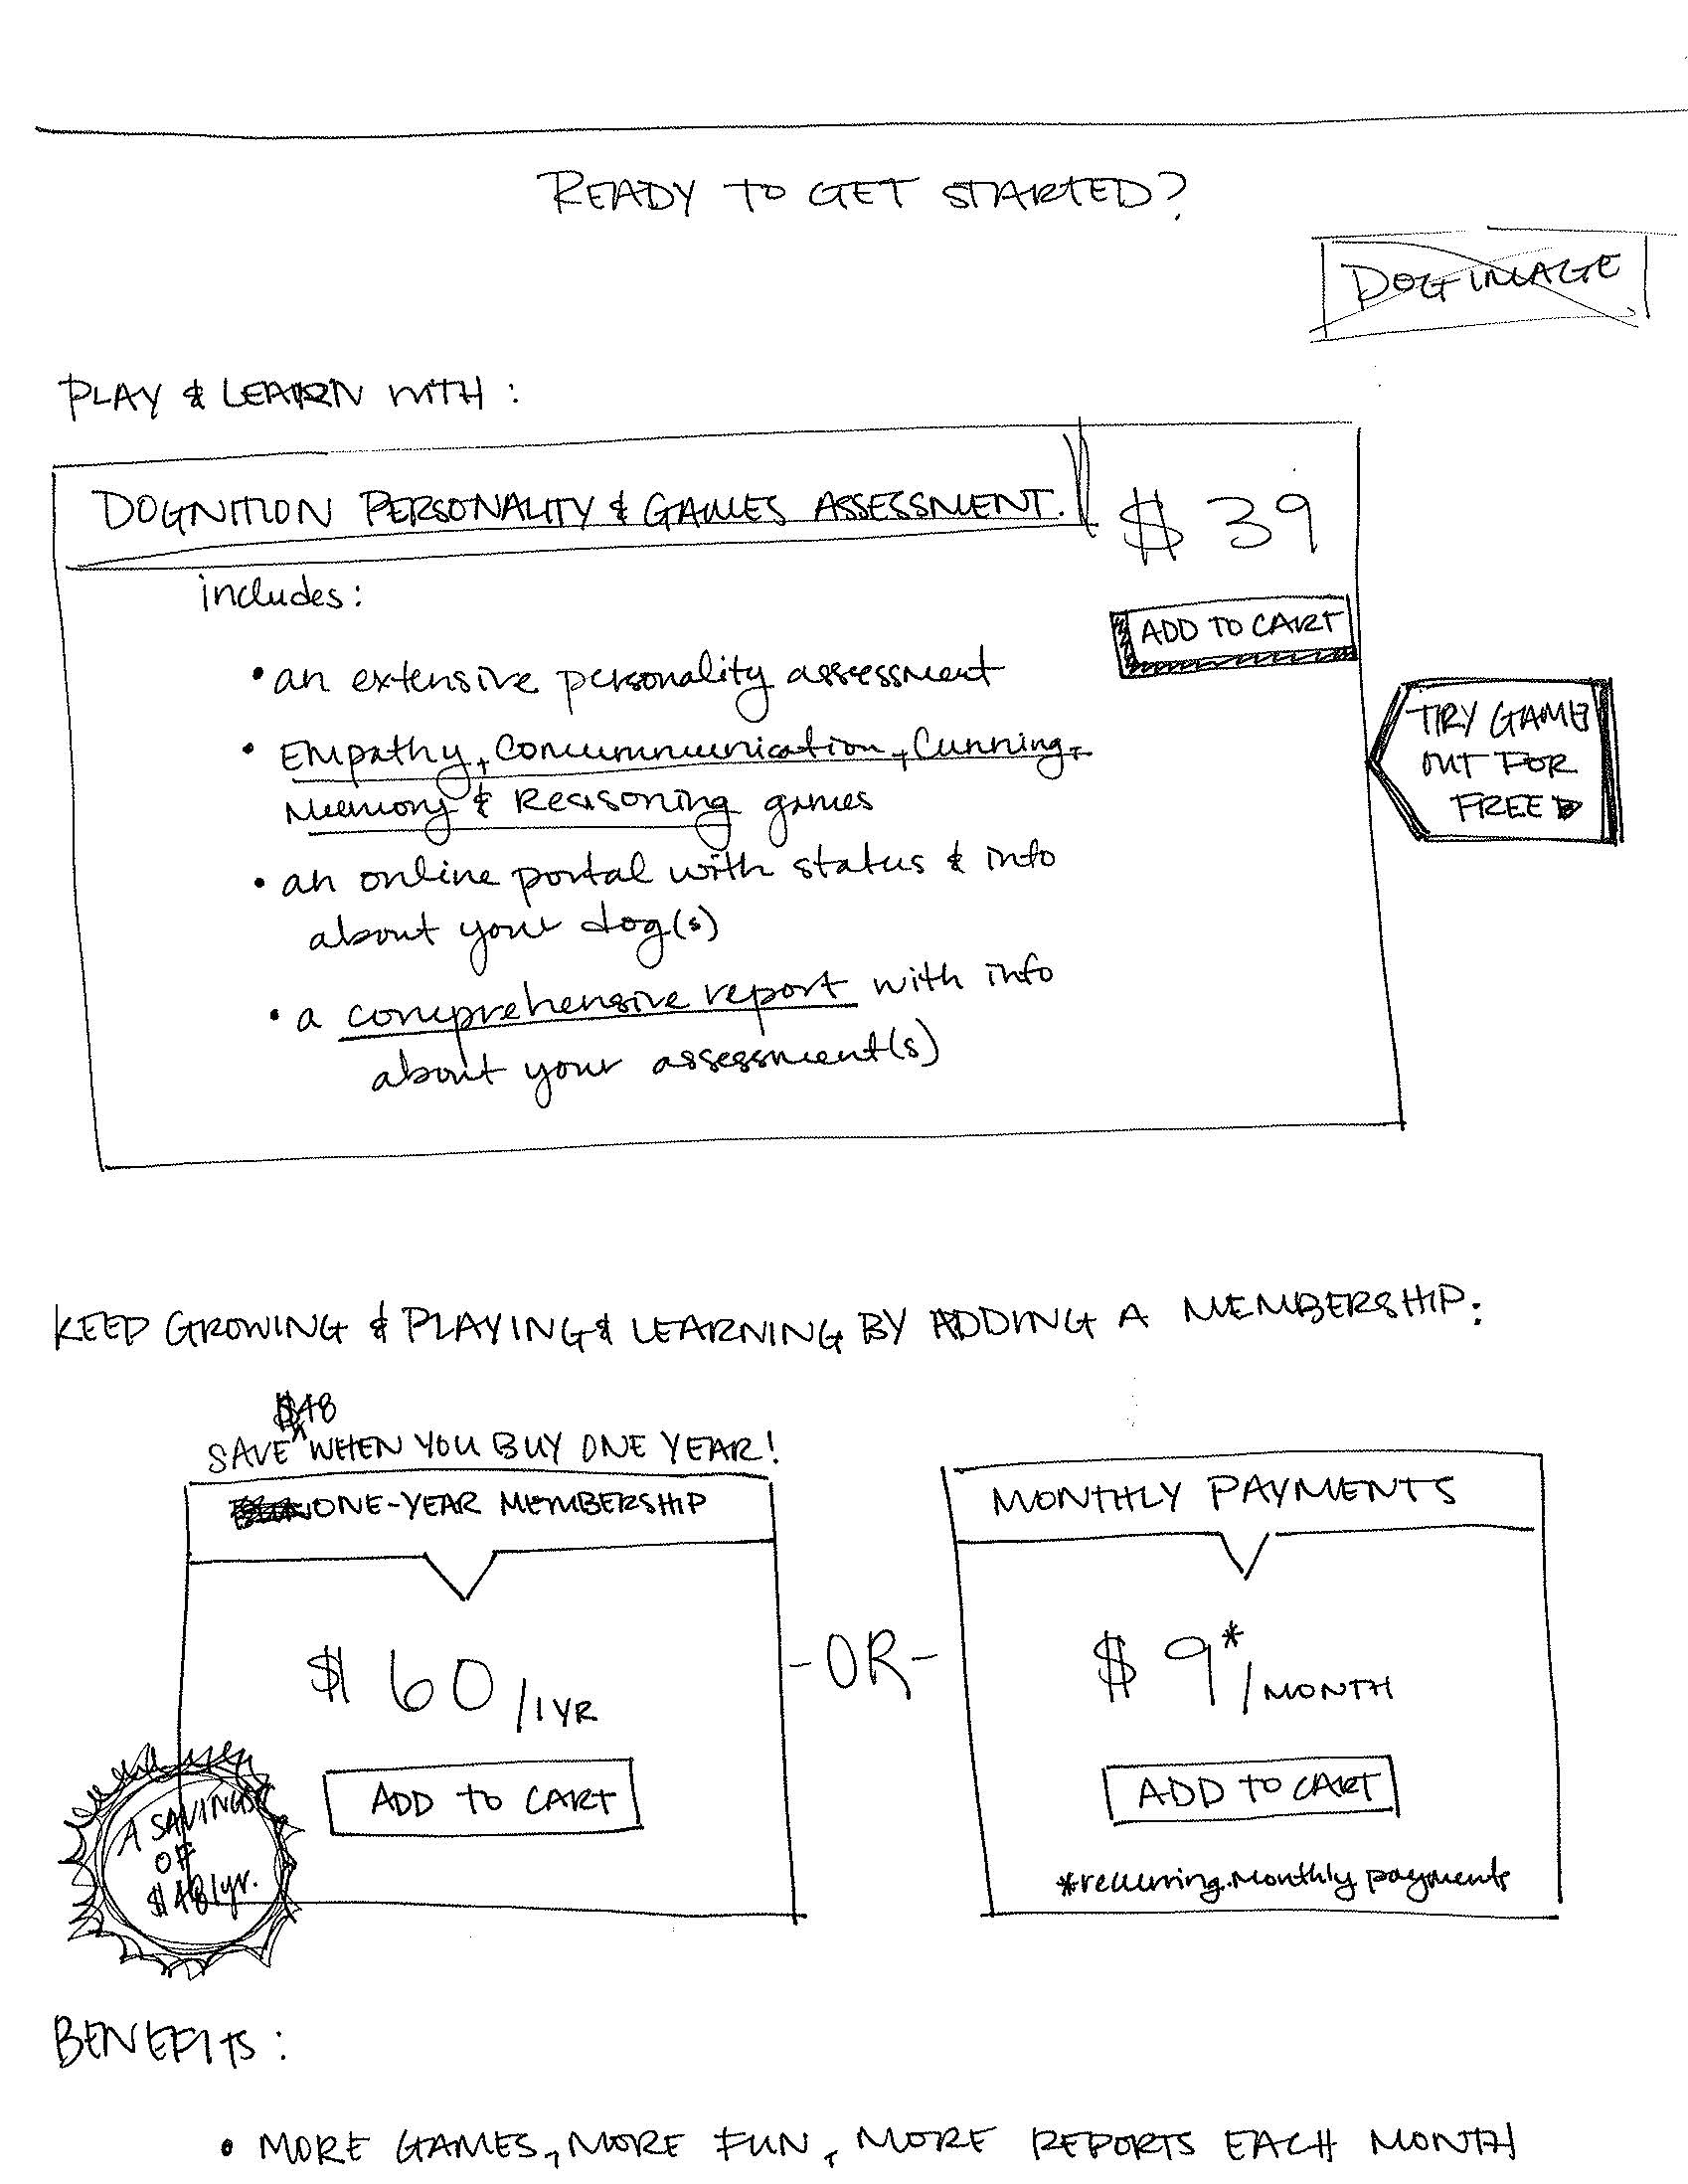 READY TO GET STARTED?
DOG IMAGE
PLAY & LEARN WITH:
DOGNITION PERSONALITY & GAMES ASSESSMENT.
$ 39
includes:
ADD TO CART
• an extensive personality assessment
TRY GAME
OUT FOR
FREE
• Empathy, Communication, Cunning,
Memory & Reasoning games
• an online portal with status & info
about your dog(s)
• a comprehensive report with info
about your assessment(s)
KEEP GROWING & PLAYING & LEARNING BY ADDING A MEMBERSHIP:
$48
SAVE WHEN YOU BUY ONE YEAR!
ONE-YEAR MEMBERSHIP
MONTHLY PAYMENTS
$ 60 /1 YR
-OR-
$ 9* /MONTH
ADD TO CART
ADD TO CART
A SAVINGS
OF
$48/yr.
*recurring monthly payments
BENEFITS:
• MORE GAMES, MORE FUN, MORE REPORTS EACH MONTH